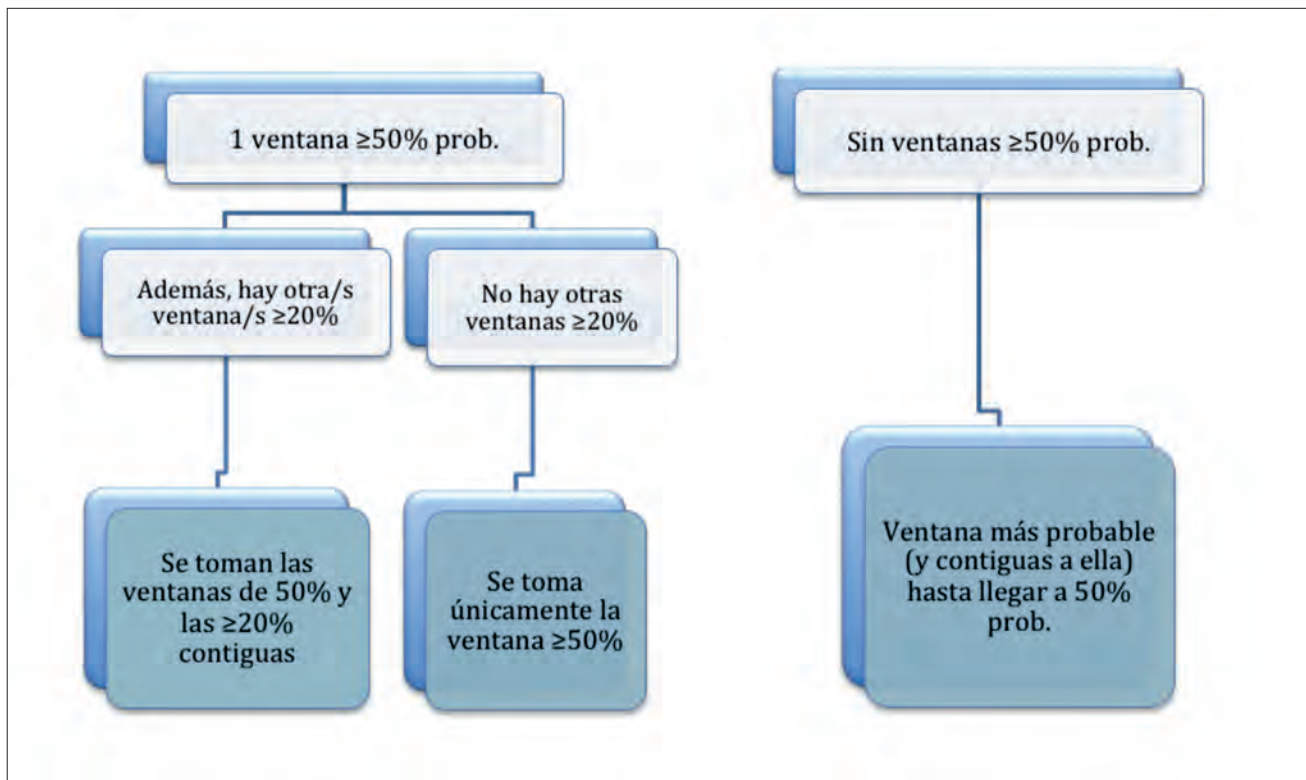 1 ventana ≥50% prob.
Sin ventanas ≥50% prob.
Además, hay otra/s
ventana/s ≥20%
No hay otras
ventanas ≥20%
Se toman las
ventanas de 50% y
las ≥20%
contiguas
Se toma
únicamente la
ventana ≥50%
Ventana más probable
(y contiguas a ella)
hasta llegar a 50%
prob.